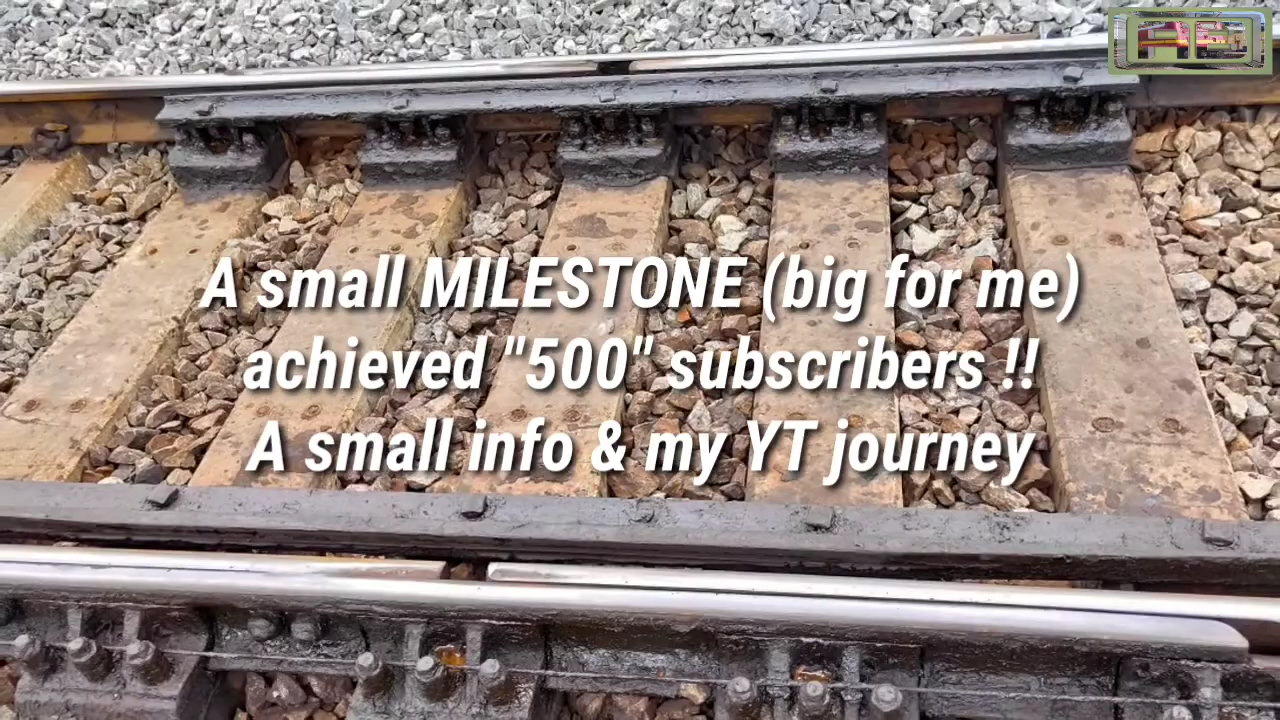 A small MILESTONE (big for me)
achieved "500" subscribers !!
A small info & my YT journey